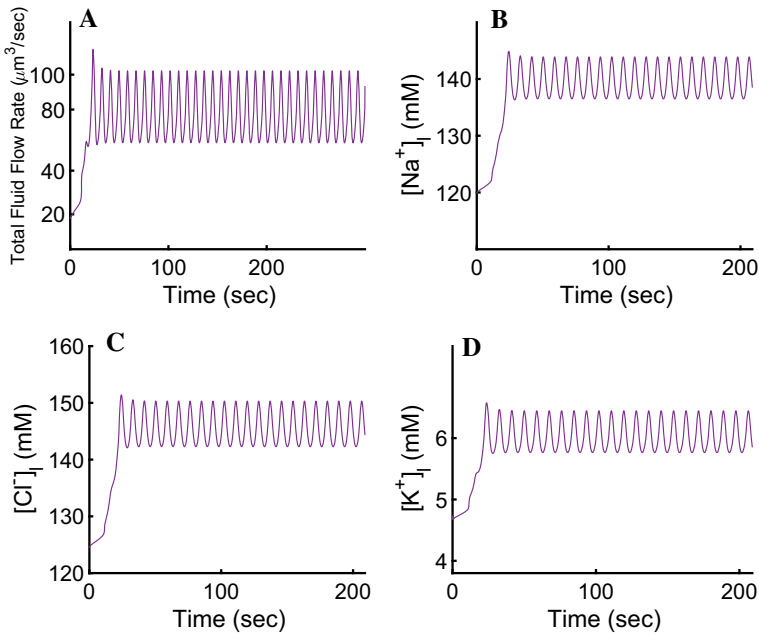 A
Total Fluid Flow Rate (μm³/sec)
100
80
40
20
0
100
200
Time (sec)
B
[Na⁺]ₗ (mM)
140
130
120
0
100
200
Time (sec)
C
[Cl⁻]ₗ (mM)
160
150
140
130
120
0
100
200
Time (sec)
D
[K⁺]ₗ (mM)
6
5
4
0
100
200
Time (sec)